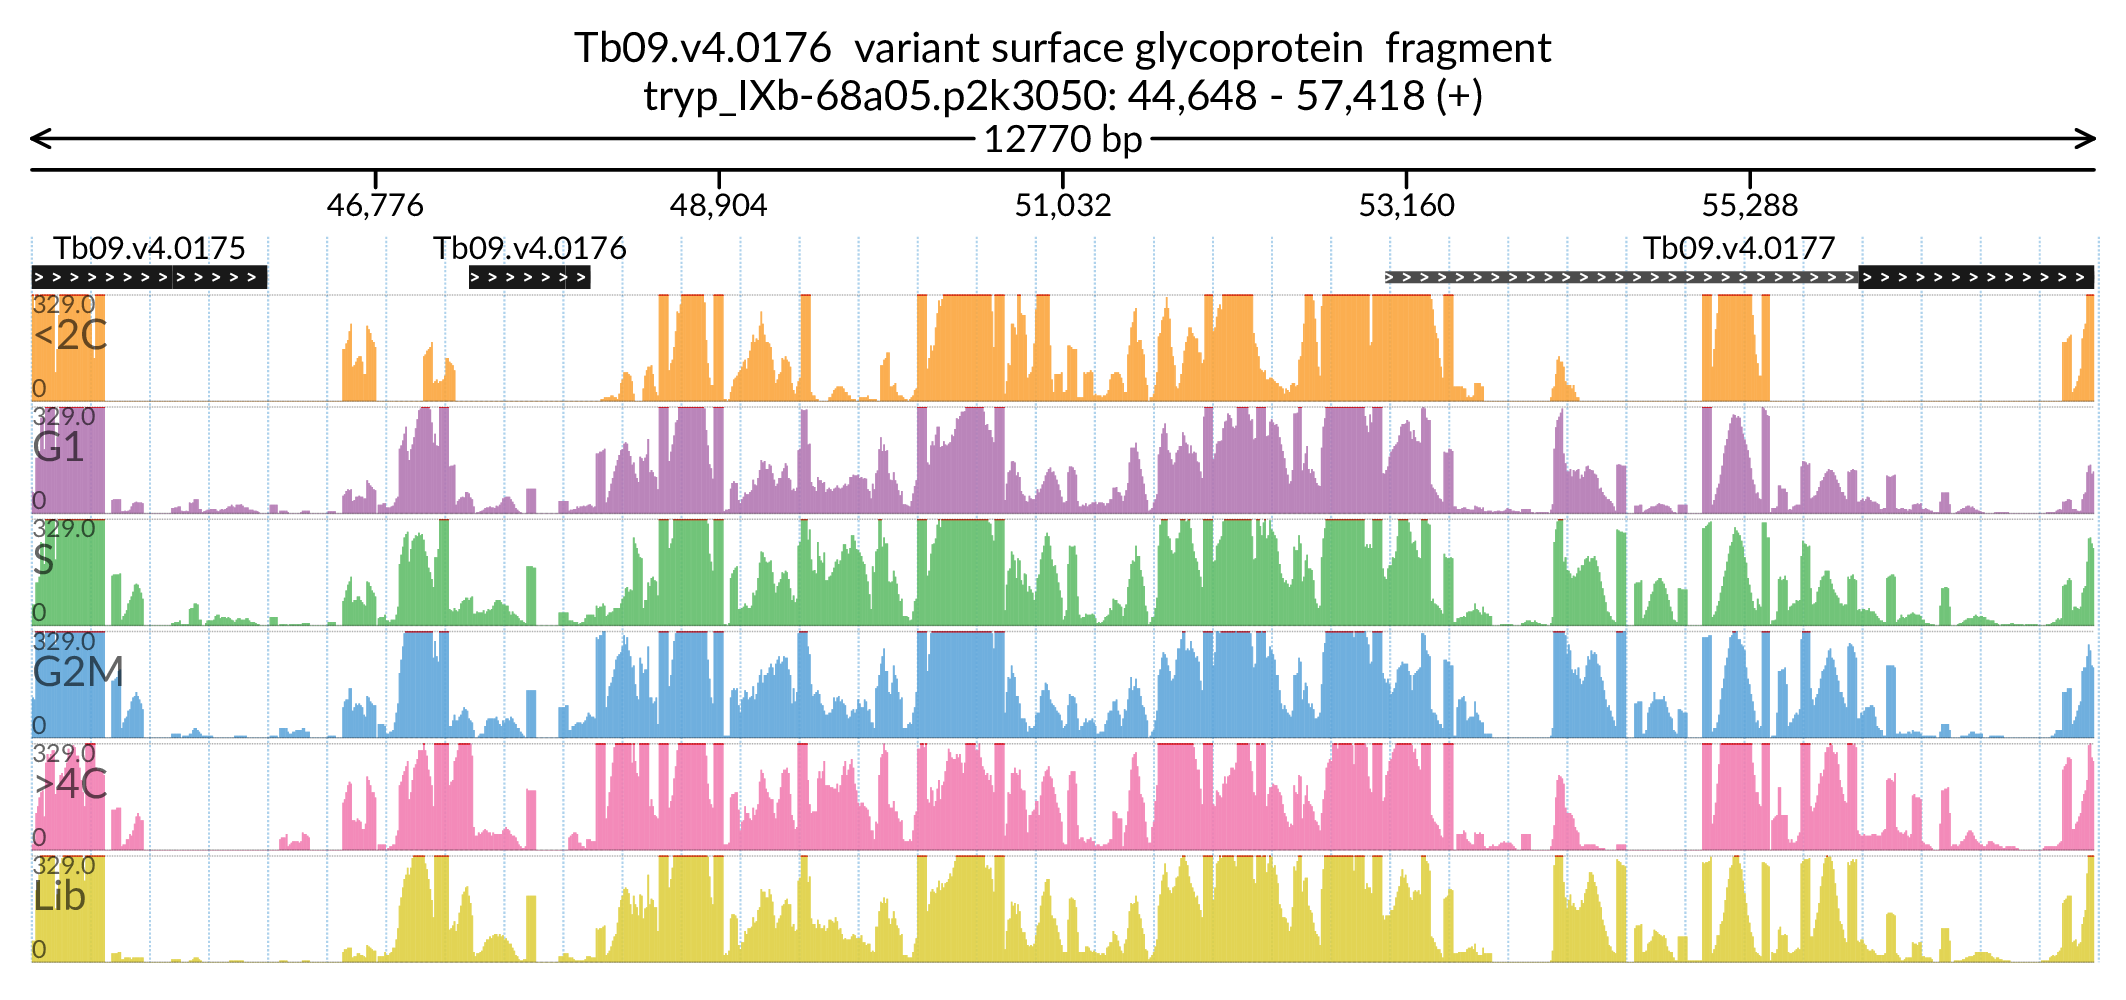 Tb09.v4.0176 variant surface glycoprotein fragment
tryp_IXb-68a05.p2k3050: 44,648 - 57,418 (+)
12770 bp
46,776 48,904 51,032 53,160 55,288
Tb09.v4.0175 Tb09.v4.0176 Tb09.v4.0177
329.0
<2C
0
329.0
G1
0
329.0
S
0
329.0
G2M
0
329.0
>4C
0
329.0
Lib
0